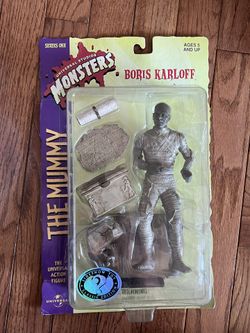 SERIES ONE
UNIVERSAL STUDIOS
MONSTERS
AGES 5
AND UP
BORIS KARLOFF
THE MUMMY
THE
UNIVERSAL
ACTION
FIGURE
UNIVERSAL